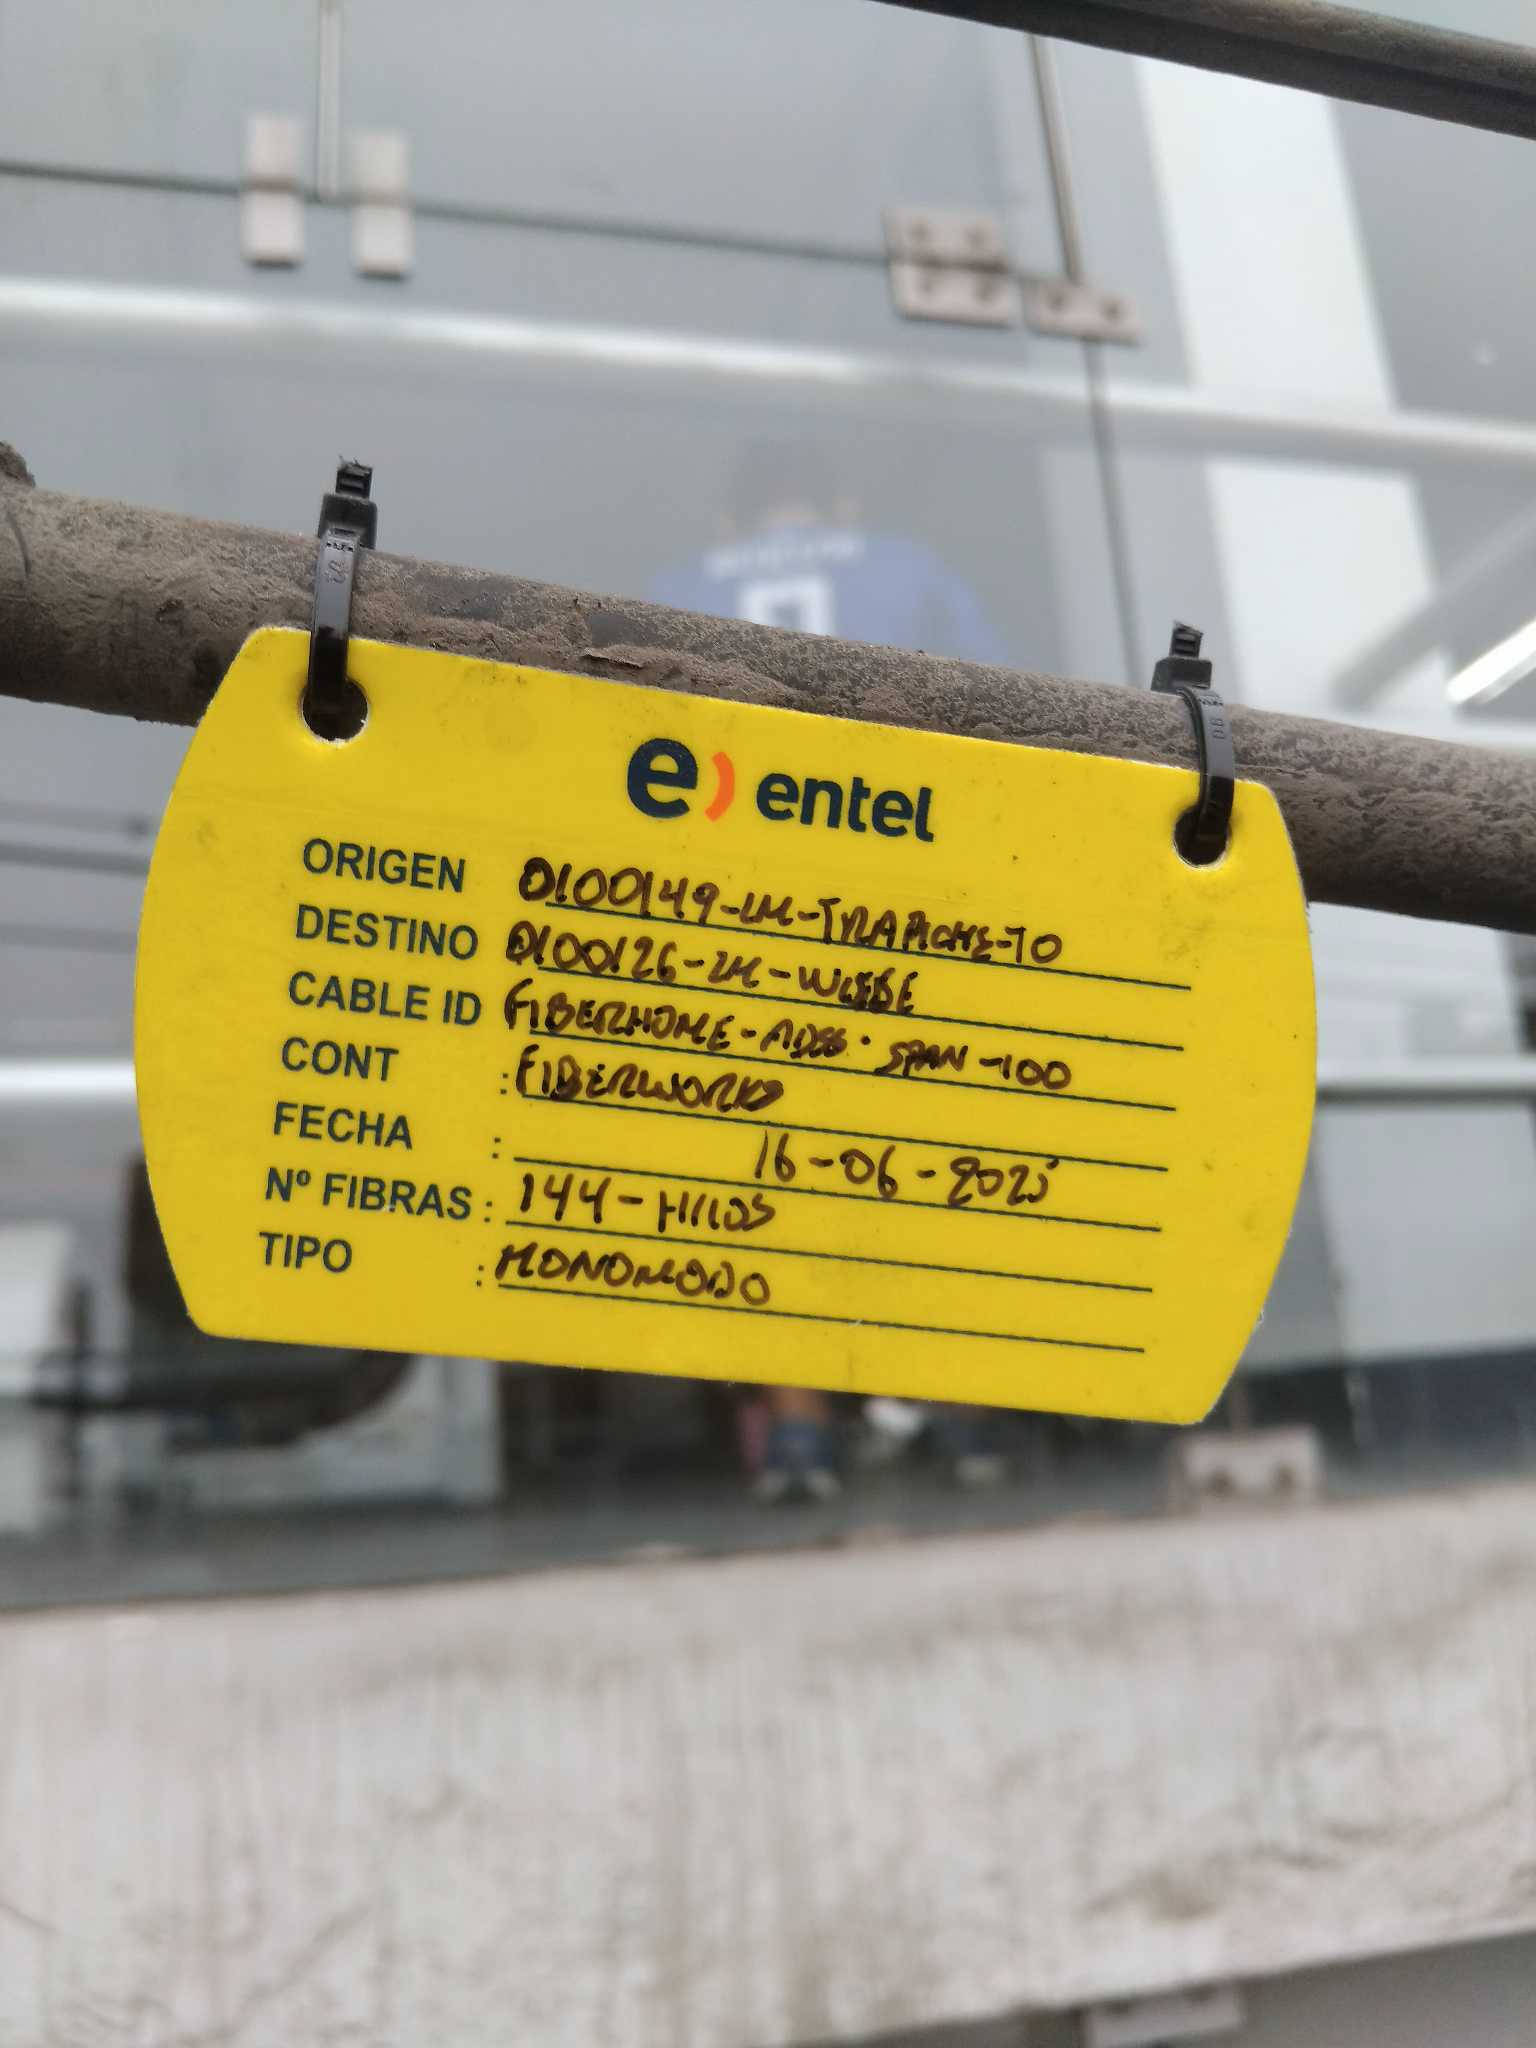 e) entel
ORIGEN 0100149-LM-TRAPICHE-TO
DESTINO 0100126-LM-WIESE
CABLE ID FIBERHOME-ADSS-SPAN-100
CONT : FIBERWORKS
FECHA : 16-06-2025
Nº FIBRAS : 144-HILOS
TIPO : MONOMODO